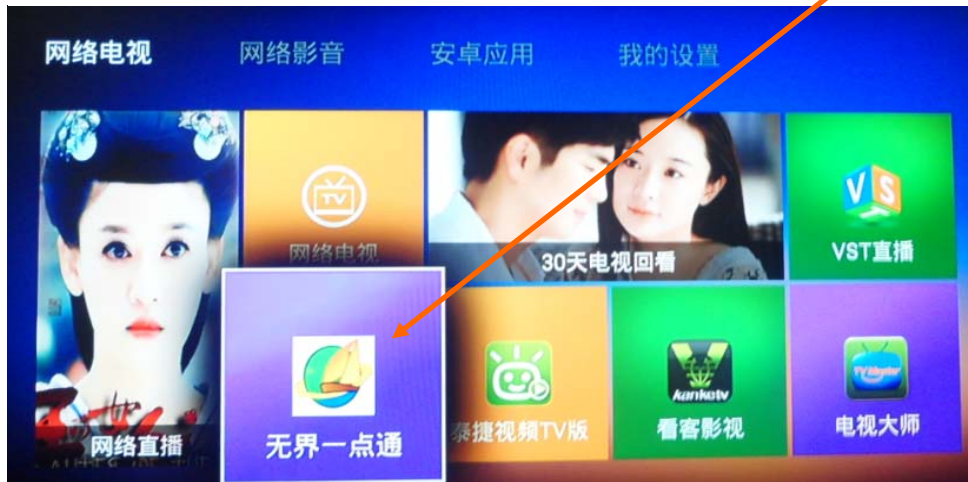 网络电视
网络影音
安卓应用
我的设置
TV
网络电视
30天电视回看
VS
VST直播
网络直播
无界一点通
泰捷视频TV版
kanketv
看客影视
TV Master
电视大师